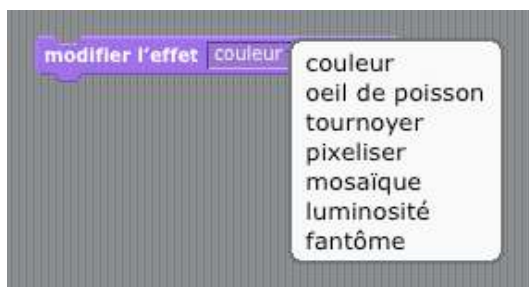 modifier l'effet couleur
couleur
oeil de poisson
tournoyer
pixeliser
mosaïque
luminosité
fantôme